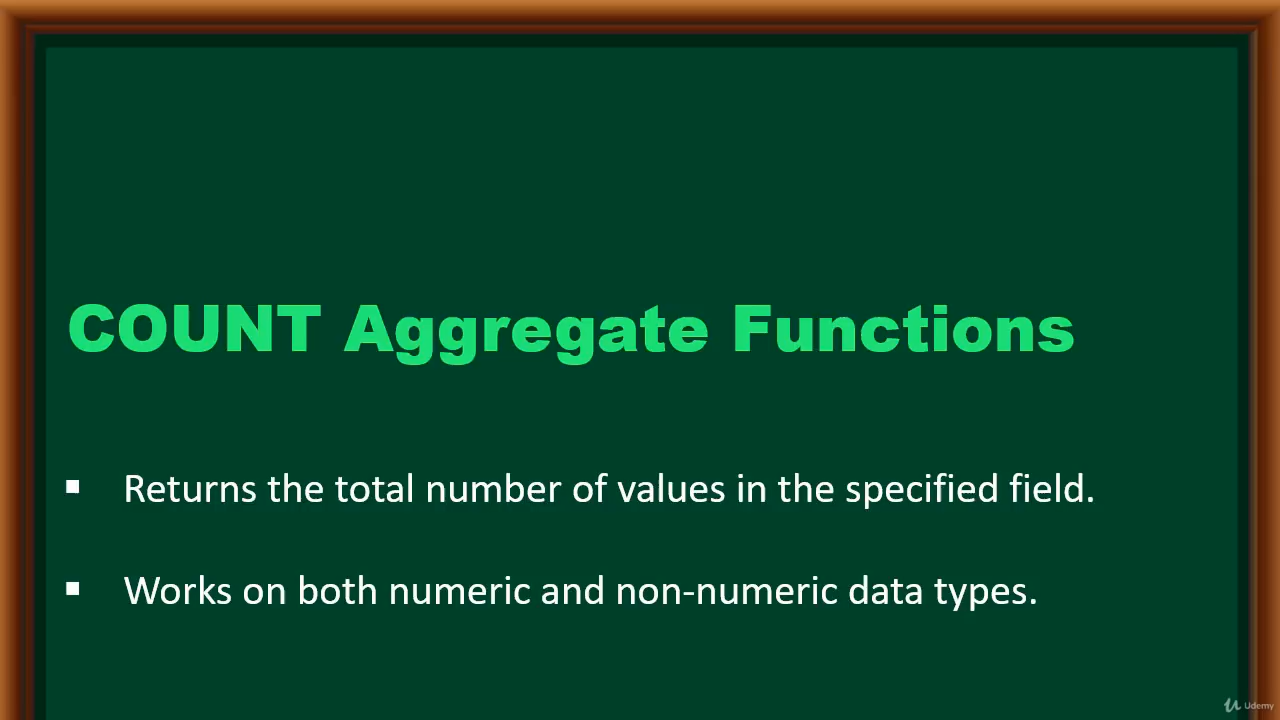 COUNT Aggregate Functions
▪ Returns the total number of values in the specified field.
▪ Works on both numeric and non-numeric data types.
Udemy